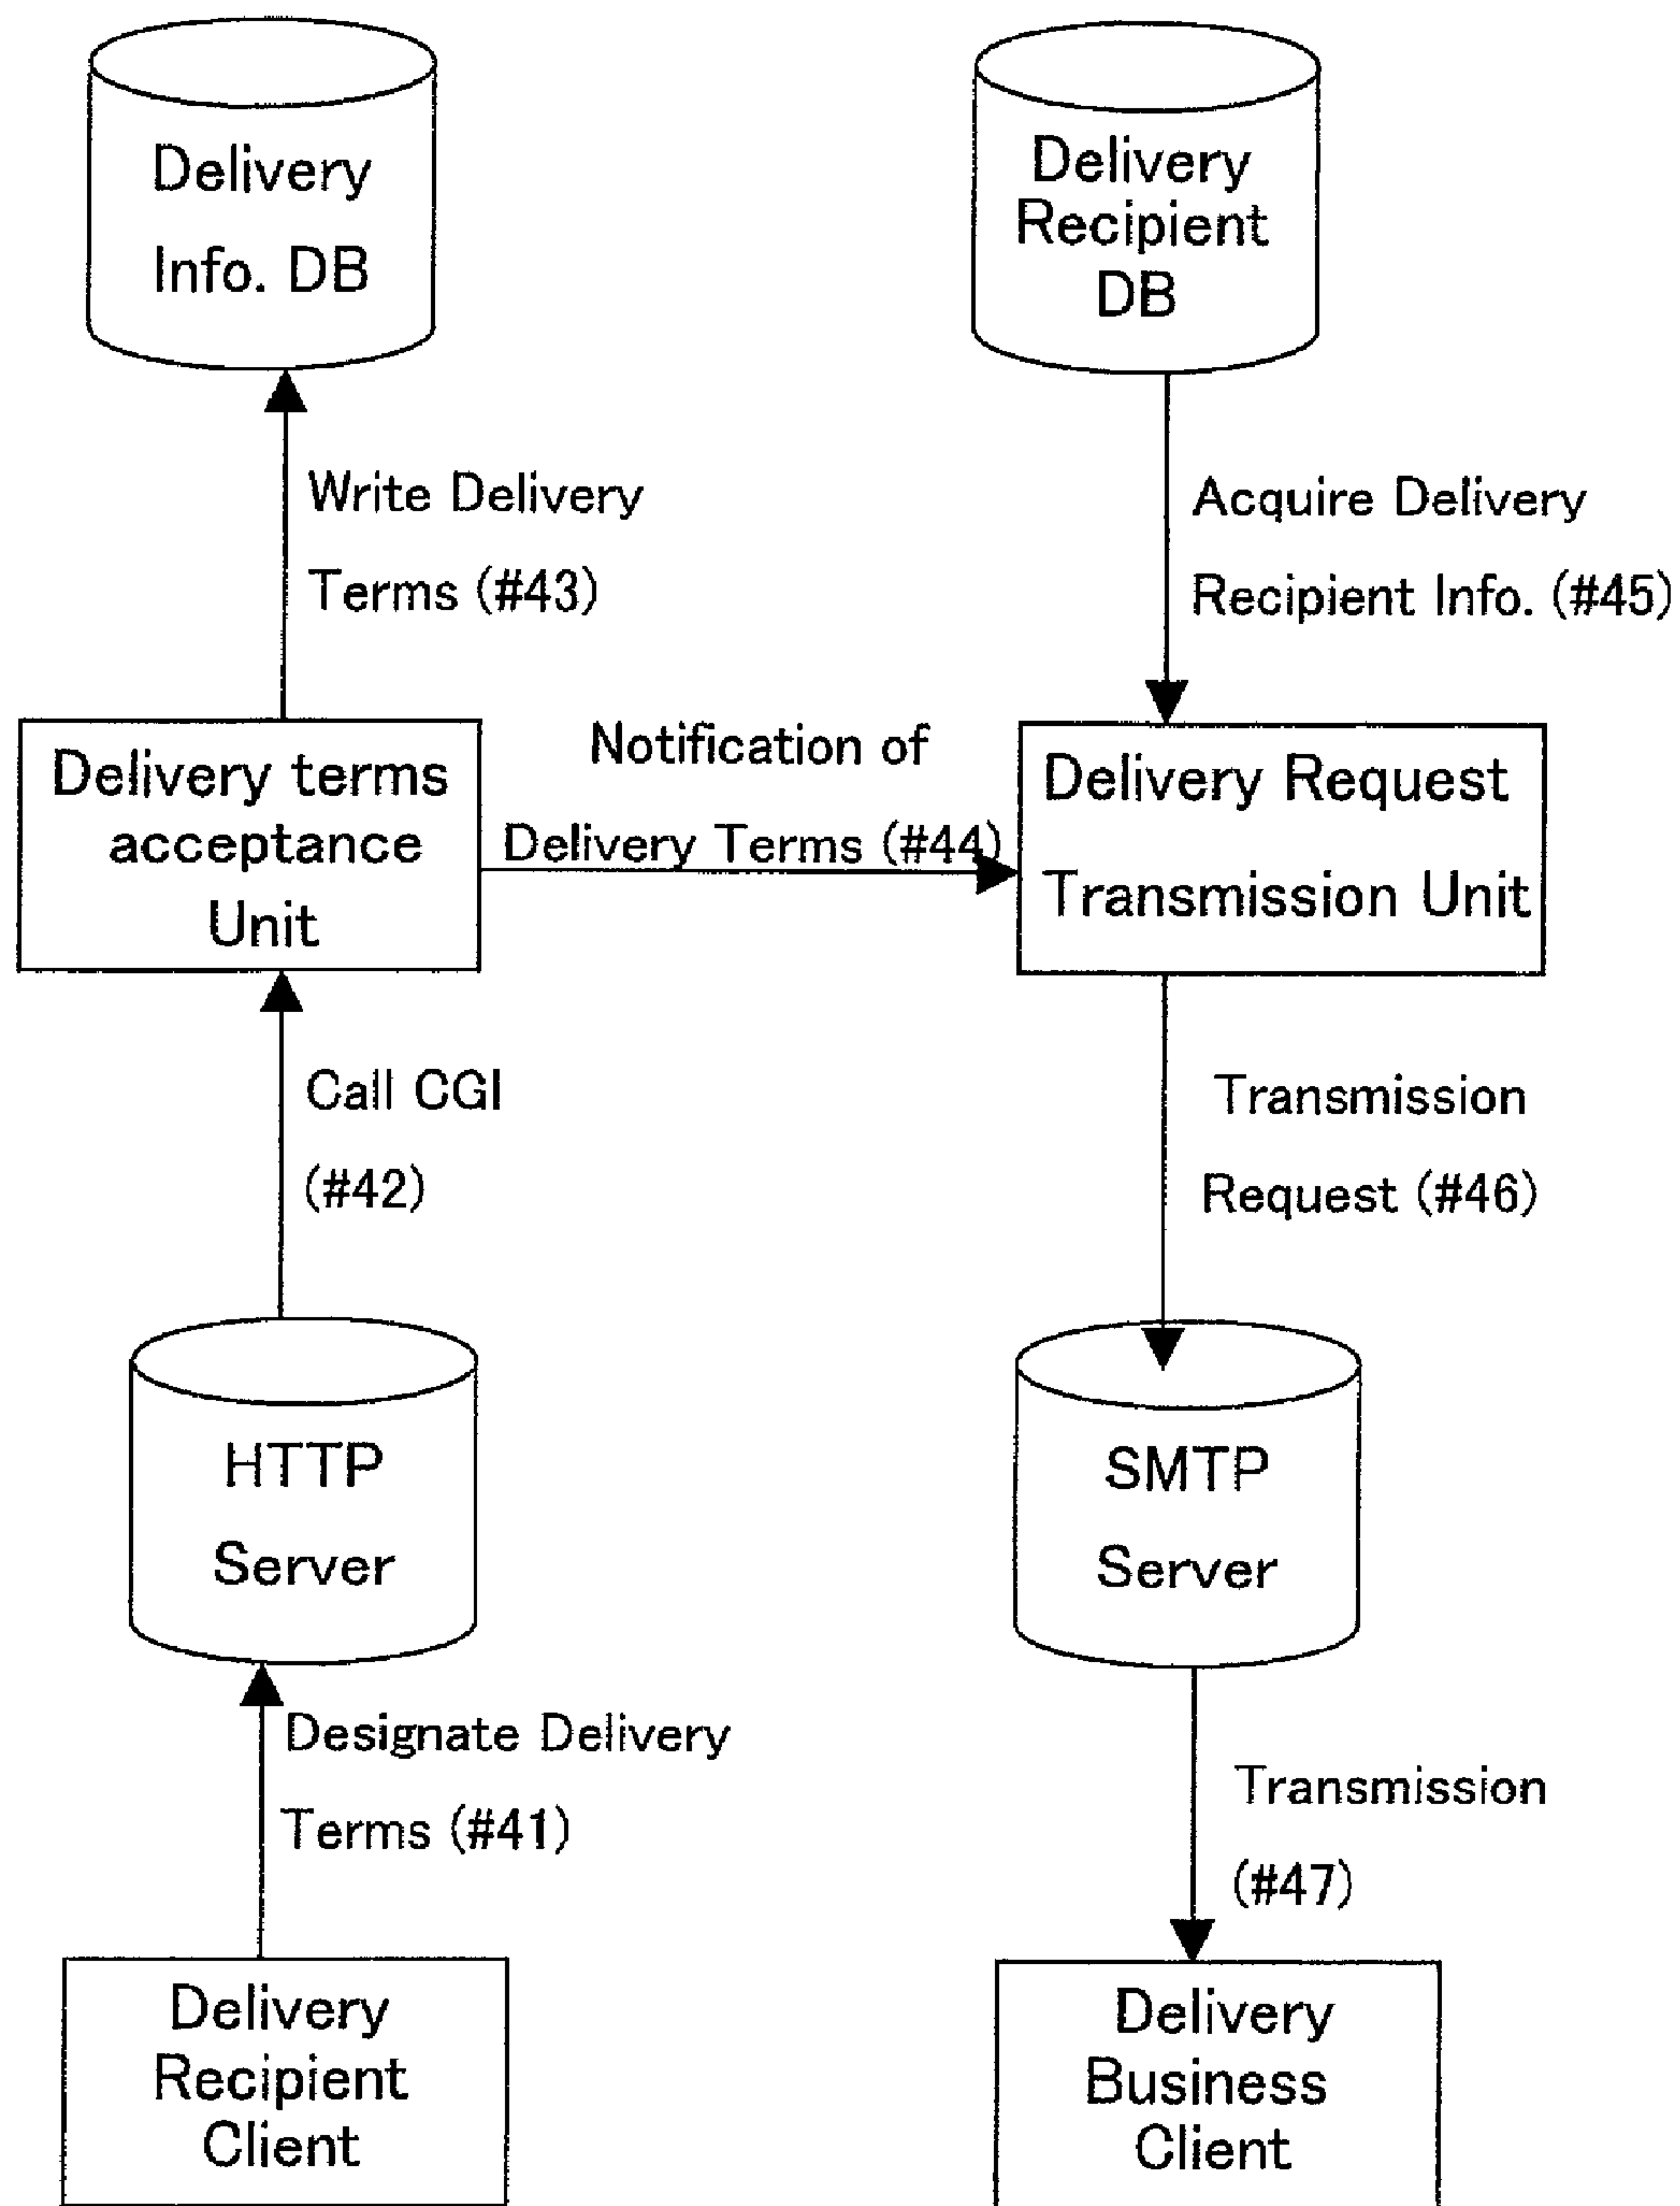 Delivery
Info. DB
Delivery
Recipient
DB
Write Delivery
Terms (#43)
Acquire Delivery
Recipient Info. (#45)
Delivery terms
acceptance
Unit
Notification of
Delivery Terms (#44)
Delivery Request
Transmission Unit
Call CGI
(#42)
Transmission
Request (#46)
HTTP
Server
SMTP
Server
Designate Delivery
Terms (#41)
Transmission
(#47)
Delivery
Recipient
Client
Delivery
Business
Client